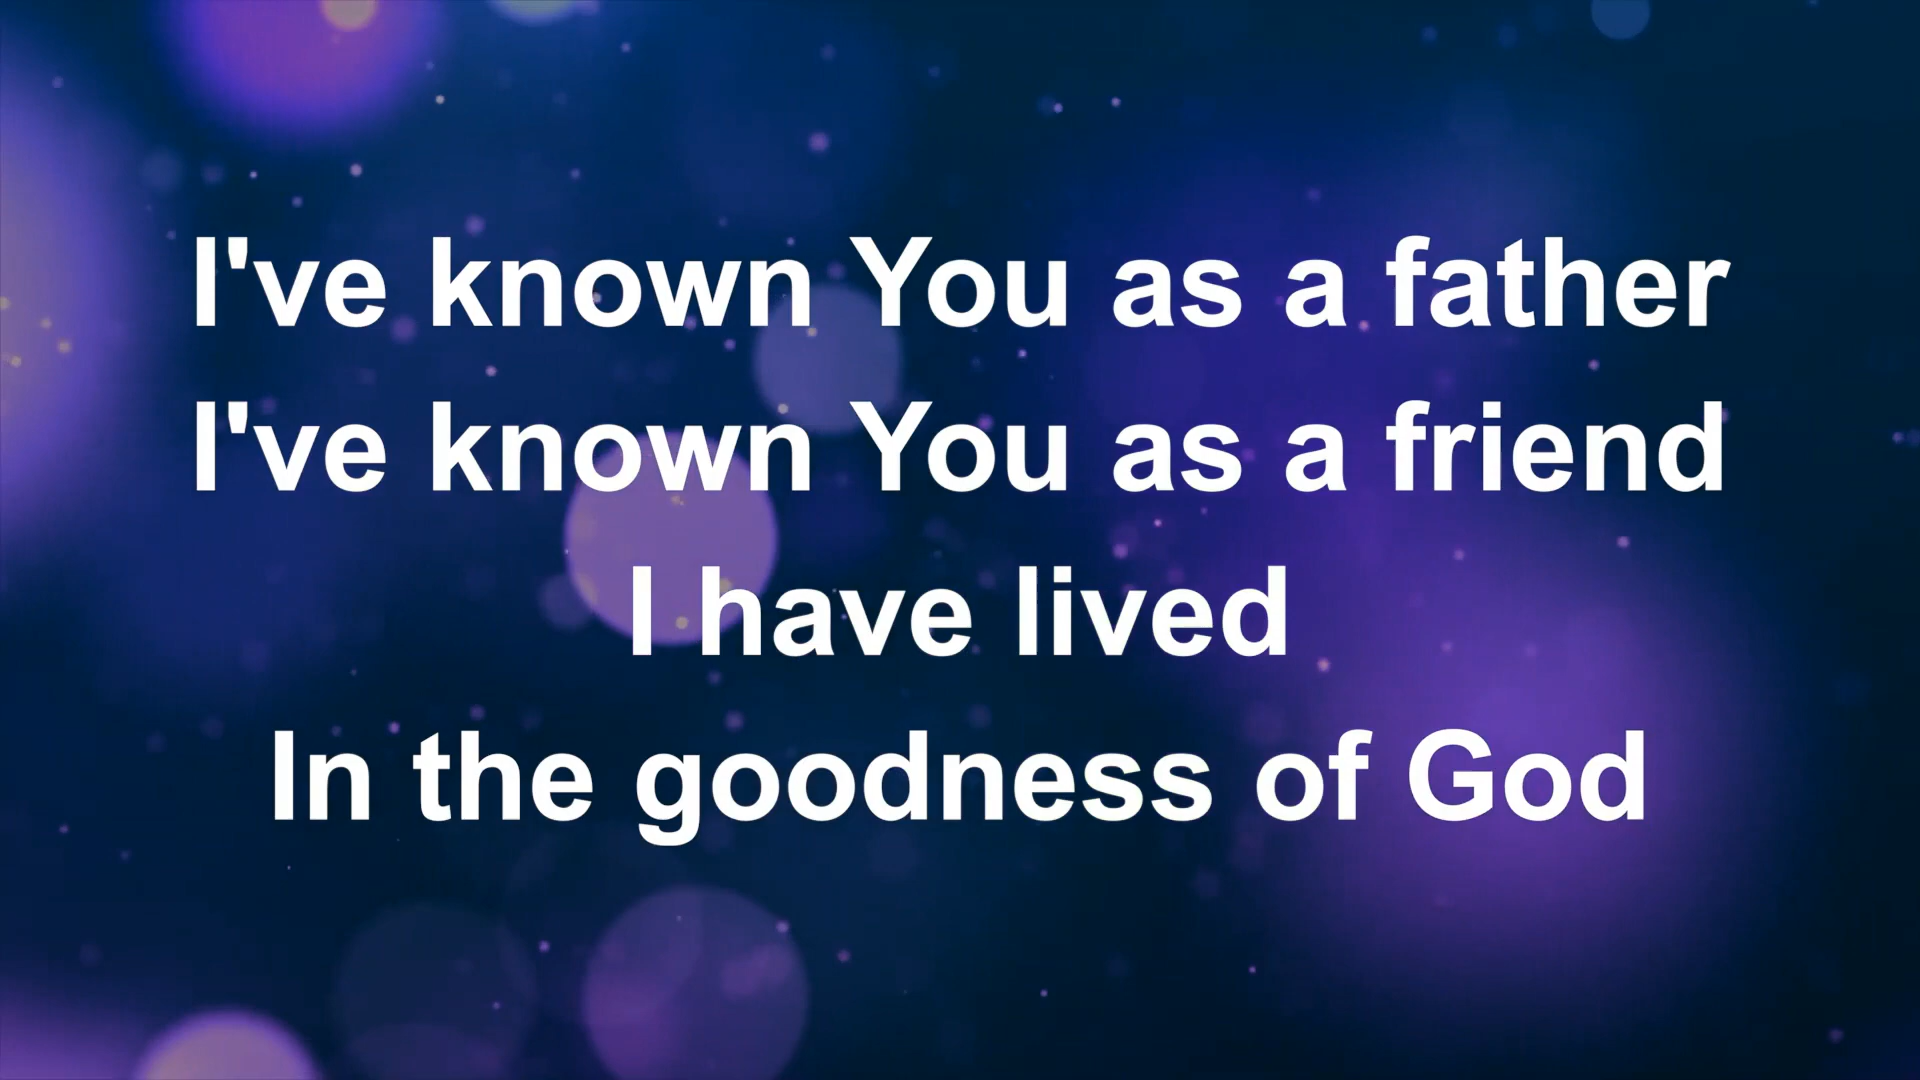 I've known You as a father
I've known You as a friend
I have lived
In the goodness of God